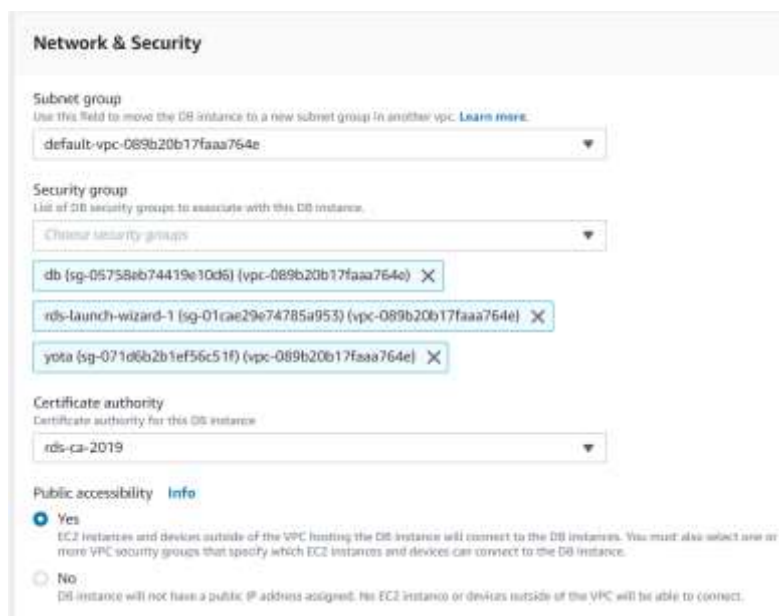 Network & Security
Subnet group
Use this field to move the DB instance to a new subnet group in another vpc. Learn more.
default-vpc-089b20b17faaa764e
Security group
List of DB security groups to associate with this DB instance.
Choose security groups
db (sg-05758eb74419e10d6) (vpc-089b20b17faaa764e)
rds-launch-wizard-1 (sg-01cae29e74785a953) (vpc-089b20b17faaa764e)
yota (sg-071d6b2b1ef56c51f) (vpc-089b20b17faaa764e)
Certificate authority
Certificate authority for this DB instance
rds-ca-2019
Public accessibility Info
Yes
EC2 instances and devices outside of the VPC hosting the DB instance will connect to the DB instances. You must also select one or
more VPC security groups that specify which EC2 instances and devices can connect to the DB instance.
No
DB instance will not have a public IP address assigned. No EC2 instance or devices outside of the VPC will be able to connect.